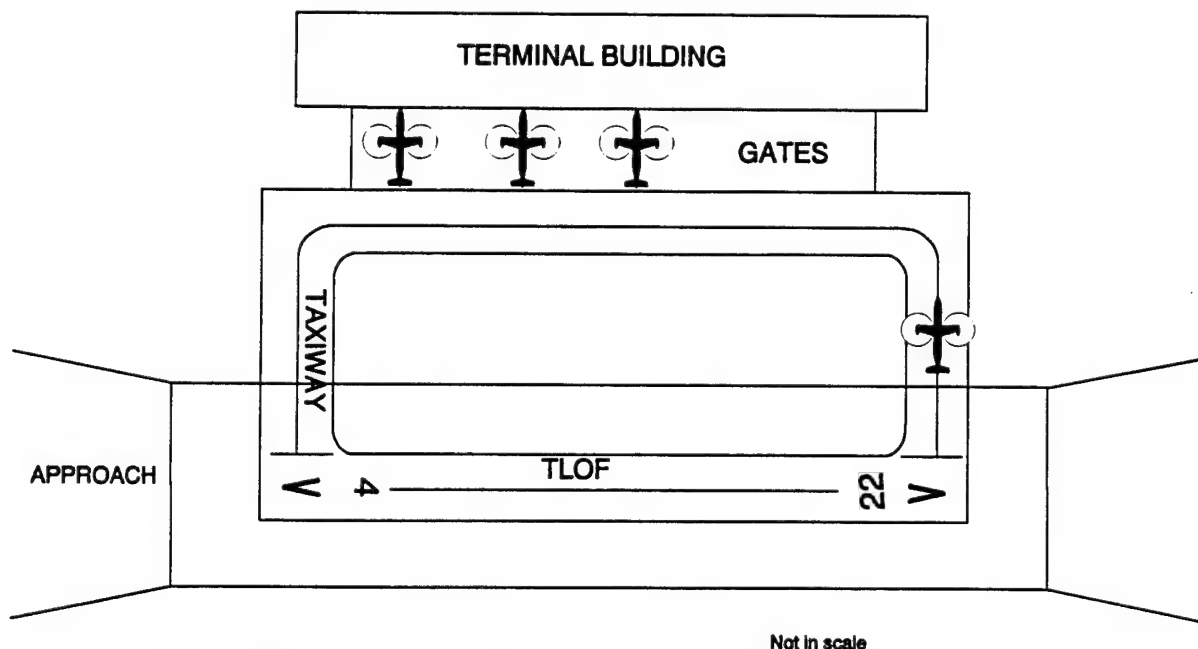 TERMINAL BUILDING
GATES
TAXIWAY
APPROACH
TLOF
4
22
Not in scale